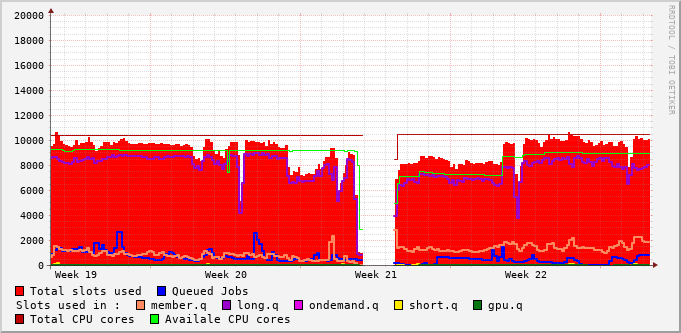 20000
18000
16000
14000
12000
10000
8000
6000
4000
2000
0
Week 19 Week 20 Week 21 Week 22
RRDTOOL / TOBI OETIKER
Total slots used Queued Jobs
Slots used in : member.q long.q ondemand.q short.q gpu.q
Total CPU cores Availale CPU cores